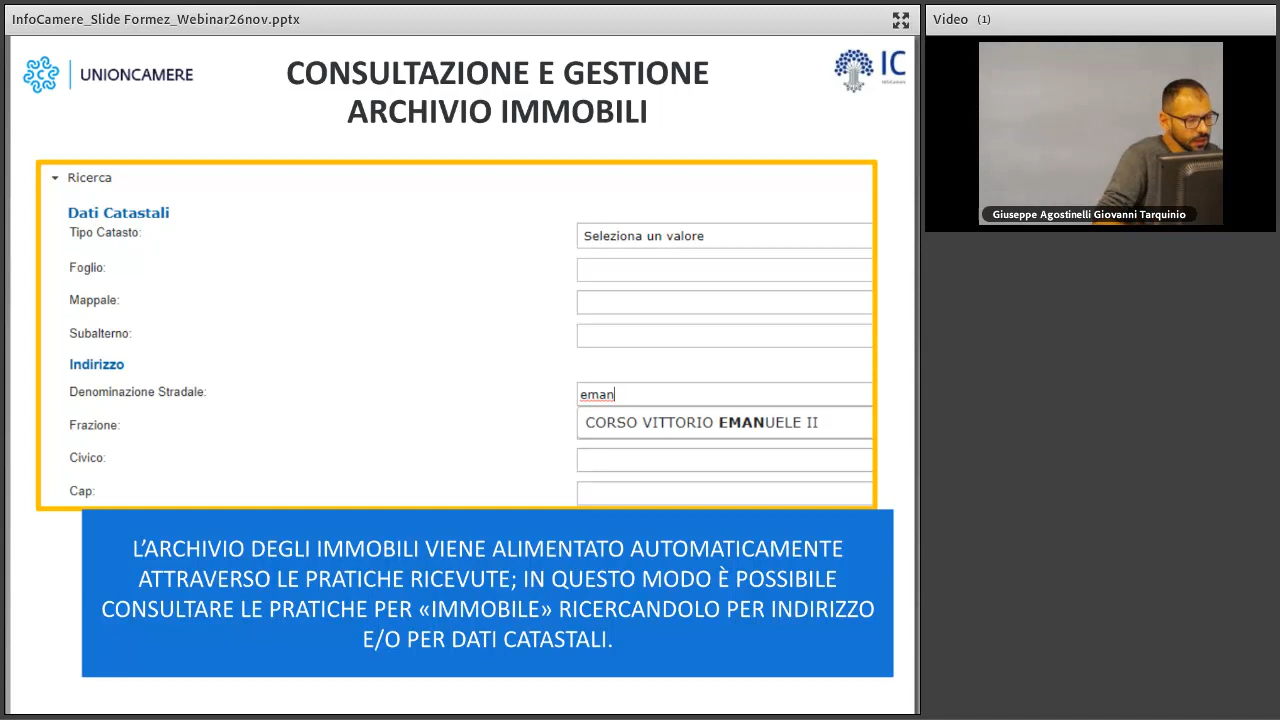 InfoCamere_Slide Formez_Webinar26nov.pptx
Video (1)
UNIONCAMERE
CONSULTAZIONE E GESTIONE
ARCHIVIO IMMOBILI
IC
InfoCamere
Giuseppe Agostinelli Giovanni Tarquinio
Ricerca
Dati Catastali
Tipo Catasto:
Seleziona un valore
Foglio:
Mappale:
Subalterno:
Indirizzo
Denominazione Stradale:
eman
Frazione:
CORSO VITTORIO EMANUELE II
Civico:
Cap:
L’ARCHIVIO DEGLI IMMOBILI VIENE ALIMENTATO AUTOMATICAMENTE
ATTRAVERSO LE PRATICHE RICEVUTE; IN QUESTO MODO È POSSIBILE
CONSULTARE LE PRATICHE PER «IMMOBILE» RICERCANDOLO PER INDIRIZZO
E/O PER DATI CATASTALI.